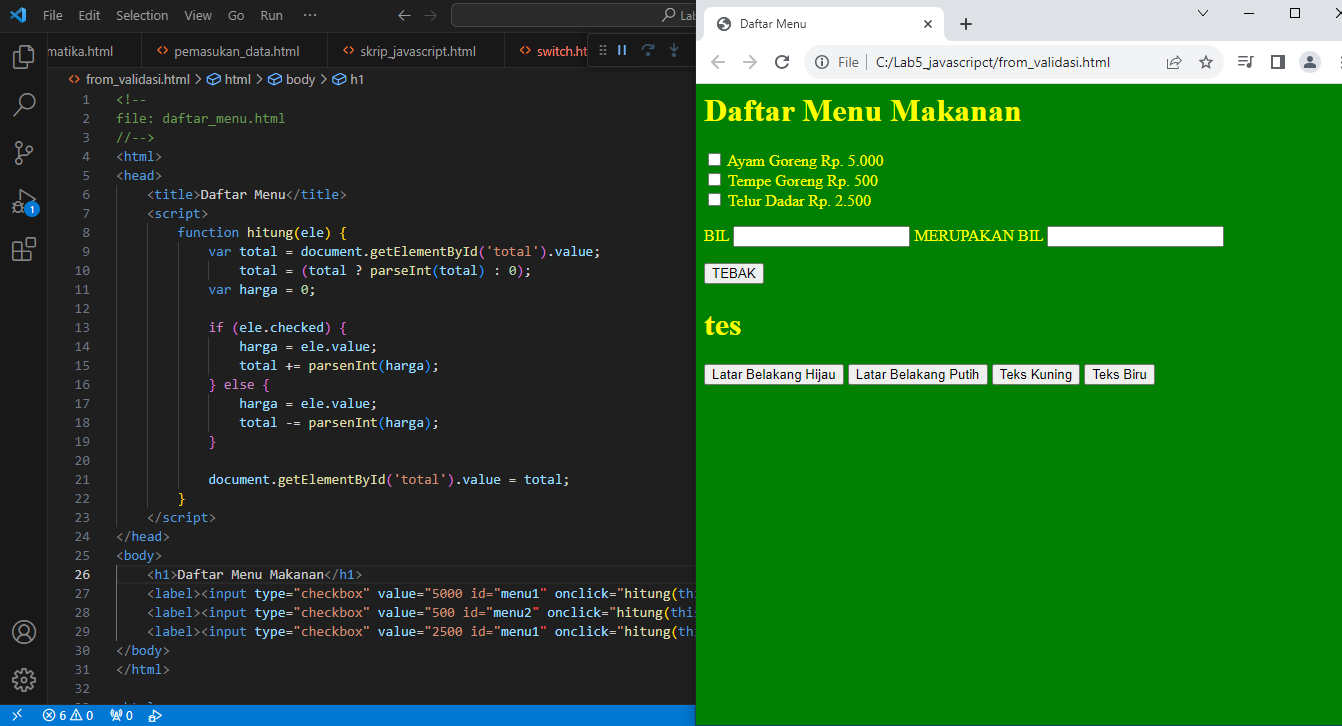 File Edit Selection View Go Run ···
Lab
matika.html pemasukan_data.html skrip_javascript.html switch.ht
from_validasi.html > html > body > h1
1 <!--
2 file: daftar_menu.html
3 //-->
4 <html>
5 <head>
6 <title>Daftar Menu</title>
7 <script>
8 function hitung(ele) {
9 var total = document.getElementById('total').value;
10 total = (total ? parseInt(total) : 0);
11 var harga = 0;
12
13 if (ele.checked) {
14 harga = ele.value;
15 total += parsenInt(harga);
16 } else {
17 harga = ele.value;
18 total -= parsenInt(harga);
19 }
20
21 document.getElementById('total').value = total;
22 }
23 </script>
24 </head>
25 <body>
26 <h1>Daftar Menu Makanan</h1>
27 <label><input type="checkbox" value="5000 id="menu1" onclick="hitung(this
28 <label><input type="checkbox" value="500 id="menu2" onclick="hitung(this
29 <label><input type="checkbox" value="2500 id="menu1" onclick="hitung(this
30 </body>
31 </html>
32
1
6 0 0
Daftar Menu
File C:/Lab5_javasripct/from_validasi.html
Daftar Menu Makanan
Ayam Goreng Rp. 5.000
Tempe Goreng Rp. 500
Telur Dadar Rp. 2.500
BIL MERUPAKAN BIL
TEBAK
tes
Latar Belakang Hijau Latar Belakang Putih Teks Kuning Teks Biru